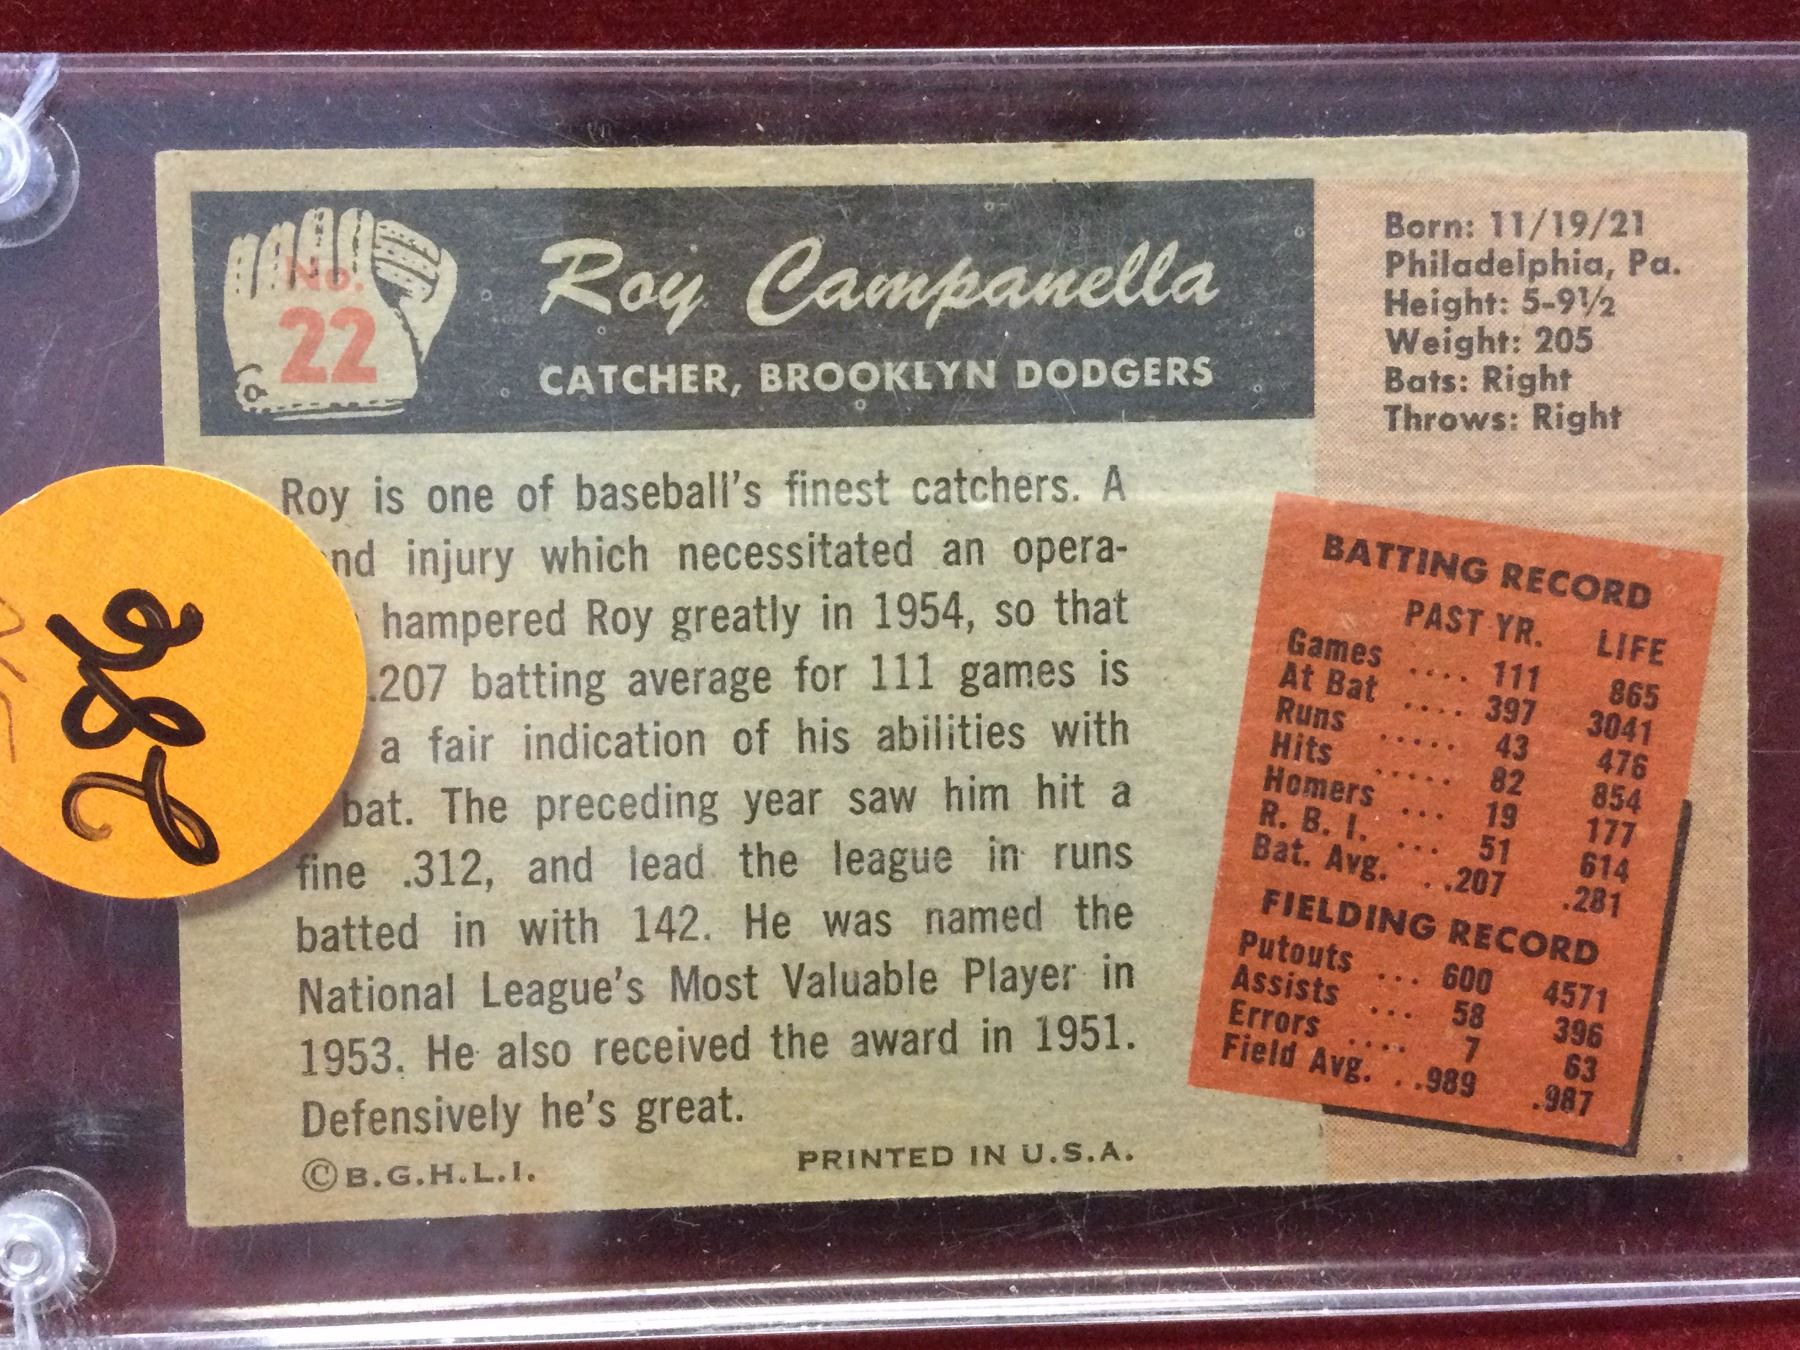 No.
22
Roy Campanella
CATCHER, BROOKLYN DODGERS
Born: 11/19/21
Philadelphia, Pa.
Height: 5-9½
Weight: 205
Bats: Right
Throws: Right
Roy is one of baseball's finest catchers. A
nd injury which necessitated an opera-
hampered Roy greatly in 1954, so that
.207 batting average for 111 games is
a fair indication of his abilities with
bat. The preceding year saw him hit a
fine .312, and lead the league in runs
batted in with 142. He was named the
National League's Most Valuable Player in
1953. He also received the award in 1951.
Defensively he's great.
©B.G.H.L.I. PRINTED IN U.S.A.
286
BATTING RECORD
PAST YR. LIFE
Games .... 111 865
At Bat .... 397 3041
Runs ..... 43 476
Hits ..... 82 854
Homers ... 19 177
R. B. I. ... 51 614
Bat. Avg. ..207 .281
FIELDING RECORD
Putouts ... 600 4571
Assists ... 58 396
Errors .... 7 63
Field Avg. ..989 .987